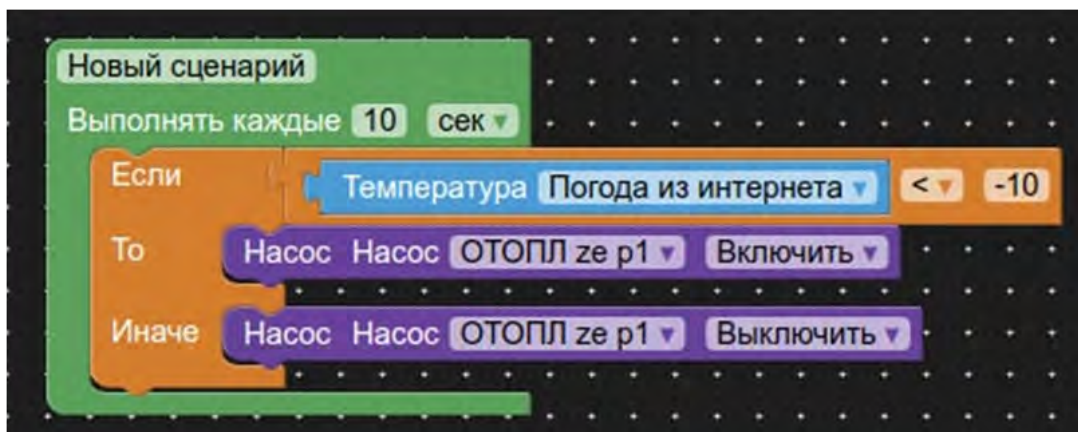 Новый сценарий
Выполнять каждые 10 сек
Если Температура Погода из интернета < -10
То Насос Насос ОТОПЛ ze p1 Включить
Иначе Насос Насос ОТОПЛ ze p1 Выключить